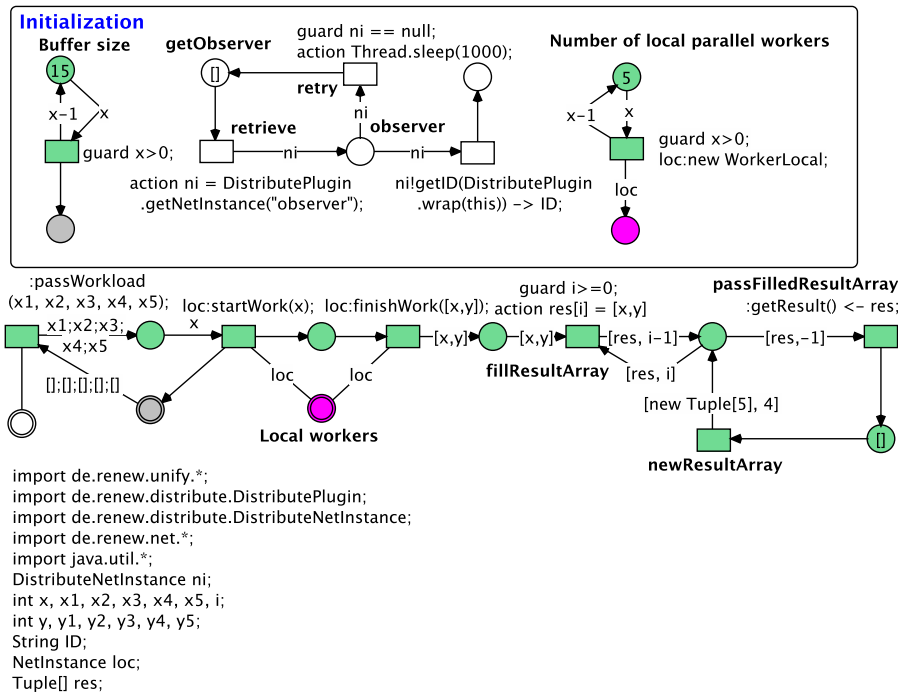 Initialization
Buffer size
15
x-1
x
guard x>0;
getObserver
[]
guard ni == null;
action Thread.sleep(1000);
retry
ni
retrieve
observer
ni
ni
action ni = DistributePlugin
.getNetInstance("observer");
ni!getID(DistributePlugin
.wrap(this)) -> ID;
Number of local parallel workers
5
x-1
x
guard x>0;
loc:new WorkerLocal;
loc
:passWorkload
(x1, x2, x3, x4, x5);
x1;x2;x3;
x4;x5
[];[];[];[];[]
x
loc:startWork(x);
loc:finishWork([x,y]);
loc
loc
Local workers
[x,y]
[x,y]
guard i>=0;
action res[i] = [x,y]
fillResultArray
[res, i-1]
[res, i]
passFilledResultArray
:getResult() <- res;
[res,-1]
[new Tuple[5], 4]
newResultArray
[]
import de.renew.unify.*;
import de.renew.distribute.DistributePlugin;
import de.renew.distribute.DistributeNetInstance;
import de.renew.net.*;
import java.util.*;
DistributeNetInstance ni;
int x, x1, x2, x3, x4, x5, i;
int y, y1, y2, y3, y4, y5;
String ID;
NetInstance loc;
Tuple[] res;